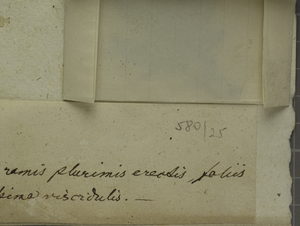 580/25
ramis plurimis erectis, foliis
viscidulis. —